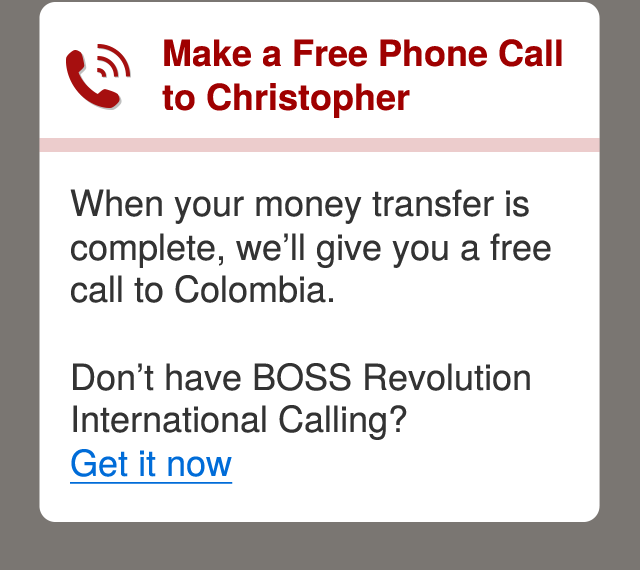 Make a Free Phone Call
to Christopher
When your money transfer is
complete, we’ll give you a free
call to Colombia.
Don’t have BOSS Revolution
International Calling?
Get it now